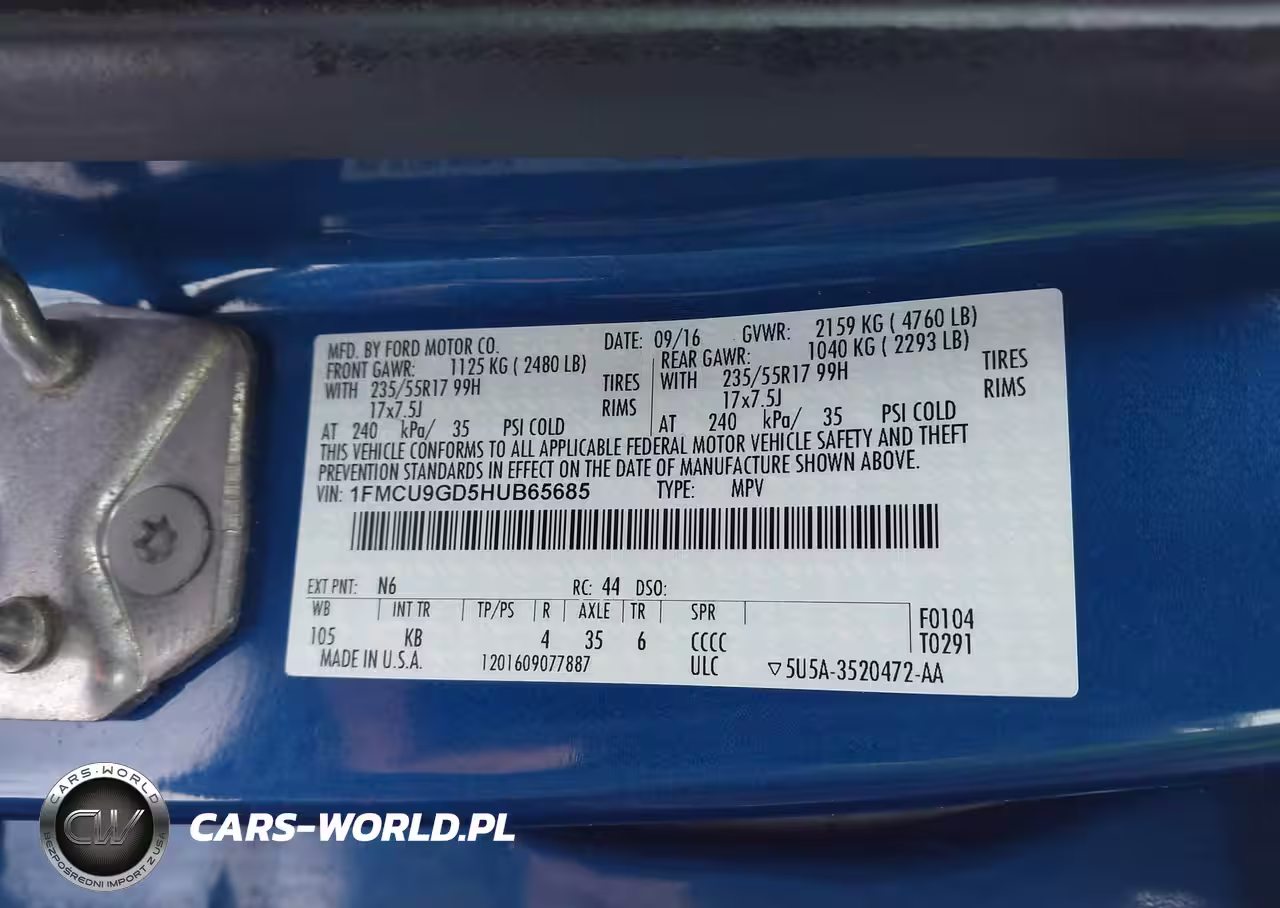 MFD. BY FORD MOTOR CO. DATE: 09/16 GVWR: 2159 KG ( 4760 LB)
FRONT GAWR: 1125 KG ( 2480 LB) REAR GAWR: 1040 KG ( 2293 LB)
WITH 235/55R17 99H TIRES WITH 235/55R17 99H TIRES
17x7.5J RIMS 17x7.5J RIMS
AT 240 kPa/ 35 PSI COLD AT 240 kPa/ 35 PSI COLD
THIS VEHICLE CONFORMS TO ALL APPLICABLE FEDERAL MOTOR VEHICLE SAFETY AND THEFT
PREVENTION STANDARDS IN EFFECT ON THE DATE OF MANUFACTURE SHOWN ABOVE.
VIN: 1FMCU9GD5HUB65685 TYPE: MPV
EXT PNT: N6 RC: 44 DSO:
WB INT TR TP/PS R AXLE TR SPR F0104
105 KB 4 35 6 CCCC T0291
MADE IN U.S.A. 1201609077887 ULC ▽5U5A-3520472-AA
CARS-WORLD
CW
BEZPOŚREDNI IMPORT Z USA
CARS-WORLD.PL